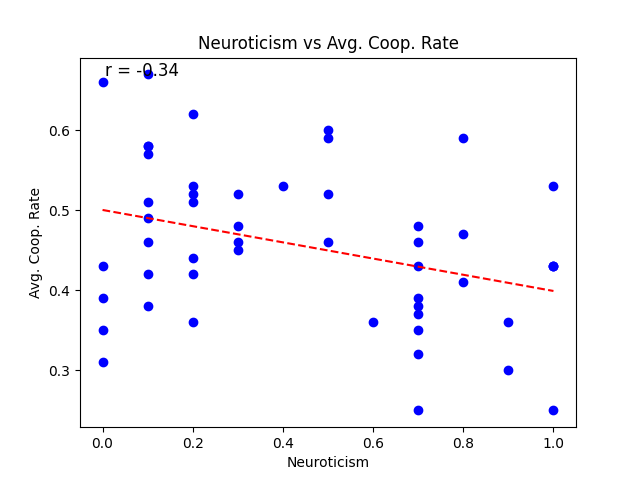 Neuroticism vs Avg. Coop. Rate
r = -0.34
0.6
0.5
0.4
0.3
Avg. Coop. Rate
0.0 0.2 0.4 0.6 0.8 1.0
Neuroticism